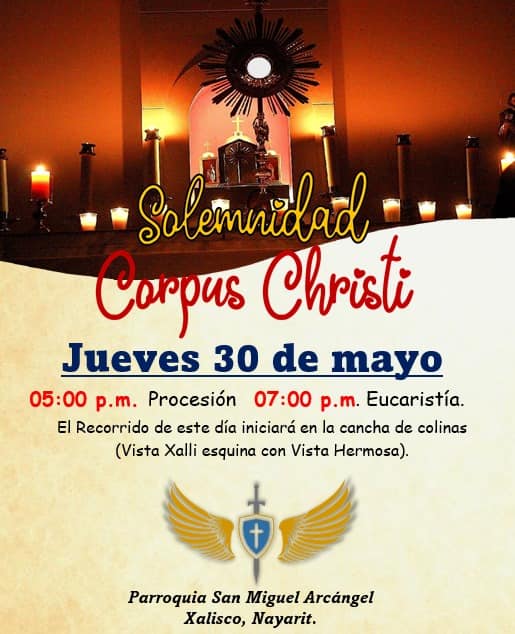 Solemnidad
Corpus Christi
Jueves 30 de mayo
05:00 p.m. Procesión 07:00 p.m. Eucaristía.
El Recorrido de este día iniciará en la cancha de colinas
(Vista Xalli esquina con Vista Hermosa).
Parroquia San Miguel Arcángel
Xalisco, Nayarit.